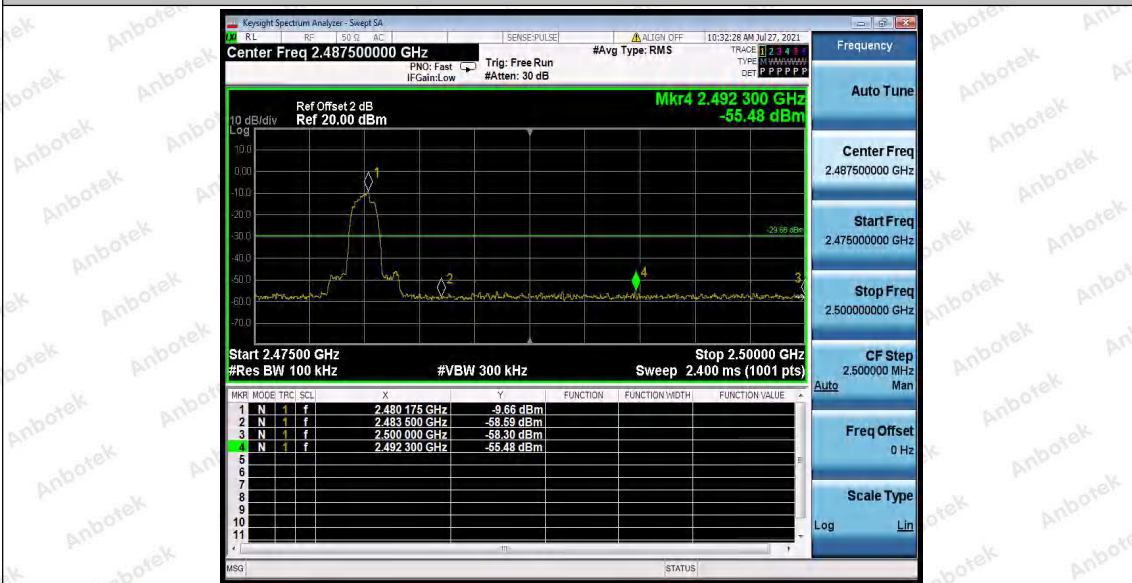 Keysight Spectrum Analyzer - Swept SA
RL RF 50 Ω AC SENSE:PULSE ALIGN OFF 10:32:28 AM Jul 27, 2021
Center Freq 2.487500000 GHz
PNO: Fast
IFGain:Low
Trig: Free Run
#Atten: 30 dB
#Avg Type: RMS
TRACE 1 2 3 4 5 6
TYPE M W W W W W
DET P P P P P P
Frequency
Auto Tune
Center Freq
2.487500000 GHz
Start Freq
2.475000000 GHz
Stop Freq
2.500000000 GHz
CF Step
2.500000 MHz
Auto Man
Freq Offset
0 Hz
Scale Type
Log Lin
Mkr4 2.492 300 GHz
-55.48 dBm
Ref Offset 2 dB
10 dB/div Ref 20.00 dBm
Log
10.0
0.00
-10.0
-20.0
-30.0
-40.0
-50.0
-60.0
-70.0
1
2
4
3
-29.66 dBm
Start 2.47500 GHz Stop 2.50000 GHz
#Res BW 100 kHz #VBW 300 kHz Sweep 2.400 ms (1001 pts)
MKR MODE TRC SCL X Y FUNCTION FUNCTION WIDTH FUNCTION VALUE
1 N 1 f 2.480 175 GHz -9.66 dBm
2 N 1 f 2.483 500 GHz -58.59 dBm
3 N 1 f 2.500 000 GHz -58.30 dBm
4 N 1 f 2.492 300 GHz -55.48 dBm
5
6
7
8
9
10
11
MSG STATUS
Anbotek